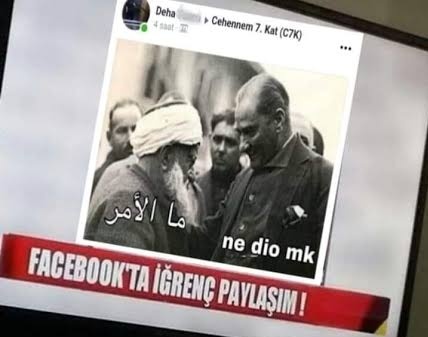 Deha
Cehennem 7. Kat (C7K)
4 saat
ما الأمر
ne dio mk
FACEBOOK'TA İĞRENÇ PAYLAŞIM !